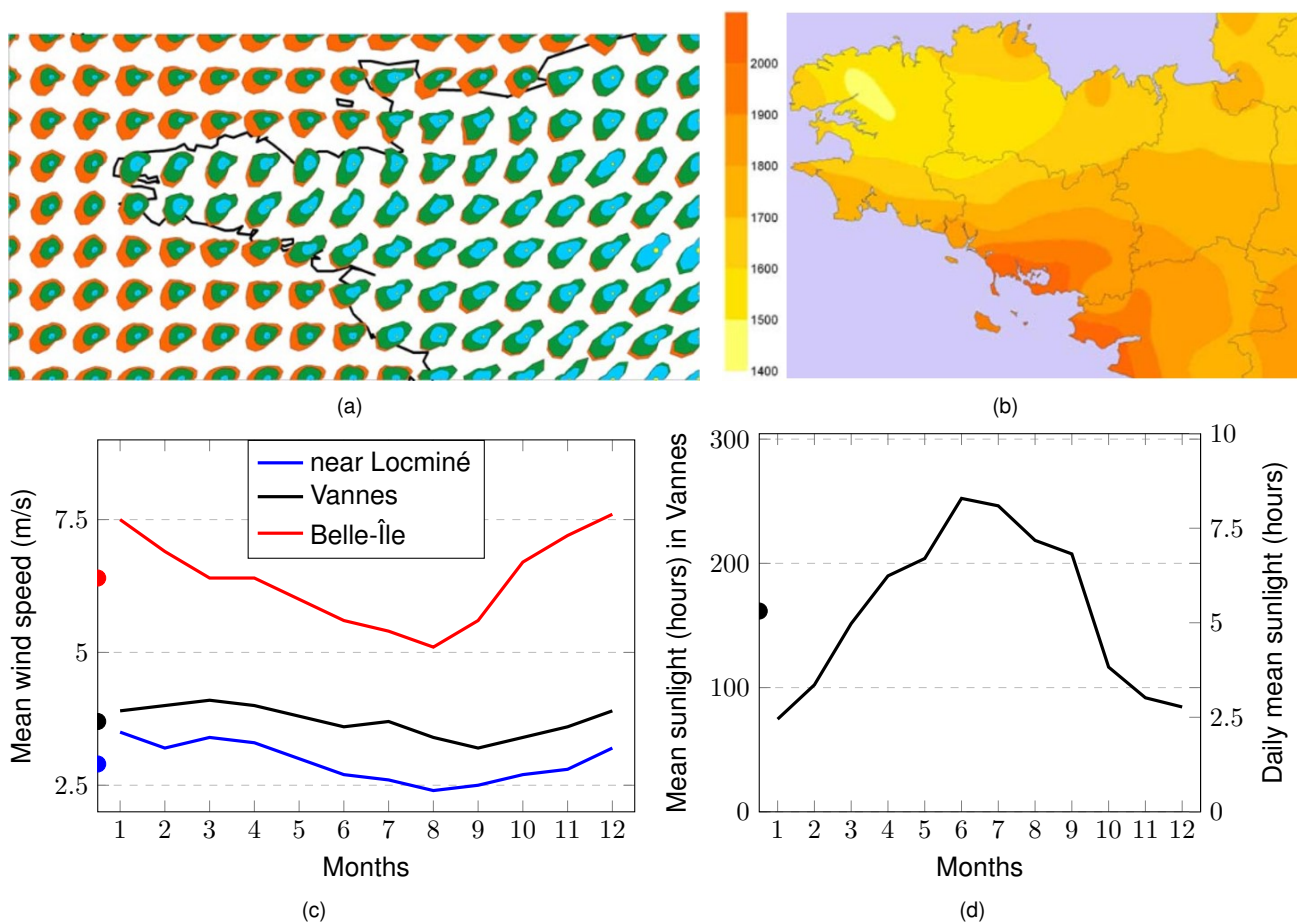 2000
1900
1800
1700
1600
1500
1400
(a)
(b)
Mean wind speed (m/s)
7.5
5
2.5
near Locminé
Vannes
Belle-Île
1 2 3 4 5 6 7 8 9 10 11 12
Months
(c)
Mean sunlight (hours) in Vannes
300
200
100
0
1 2 3 4 5 6 7 8 9 10 11 12
Months
10
7.5
5
2.5
0
Daily mean sunlight (hours)
(d)